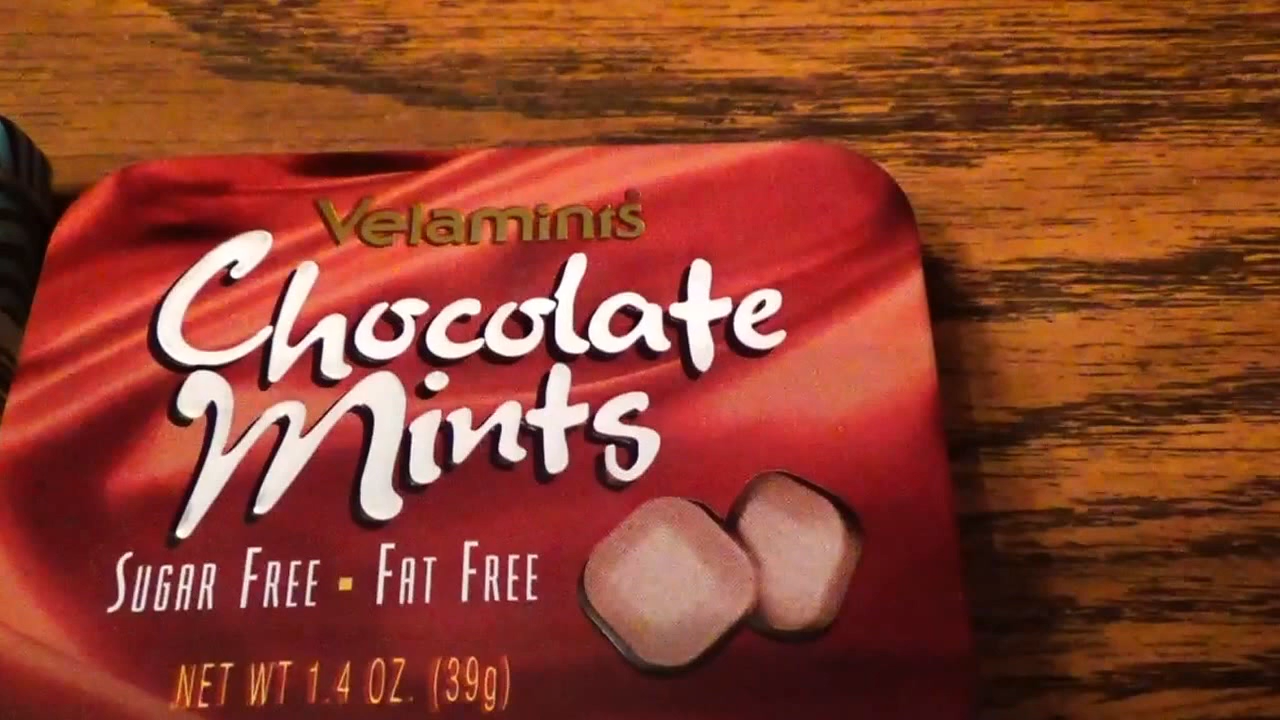 Velamints
Chocolate
Mints
SUGAR FREE ▪ FAT FREE
NET WT 1.4 OZ. (39g)